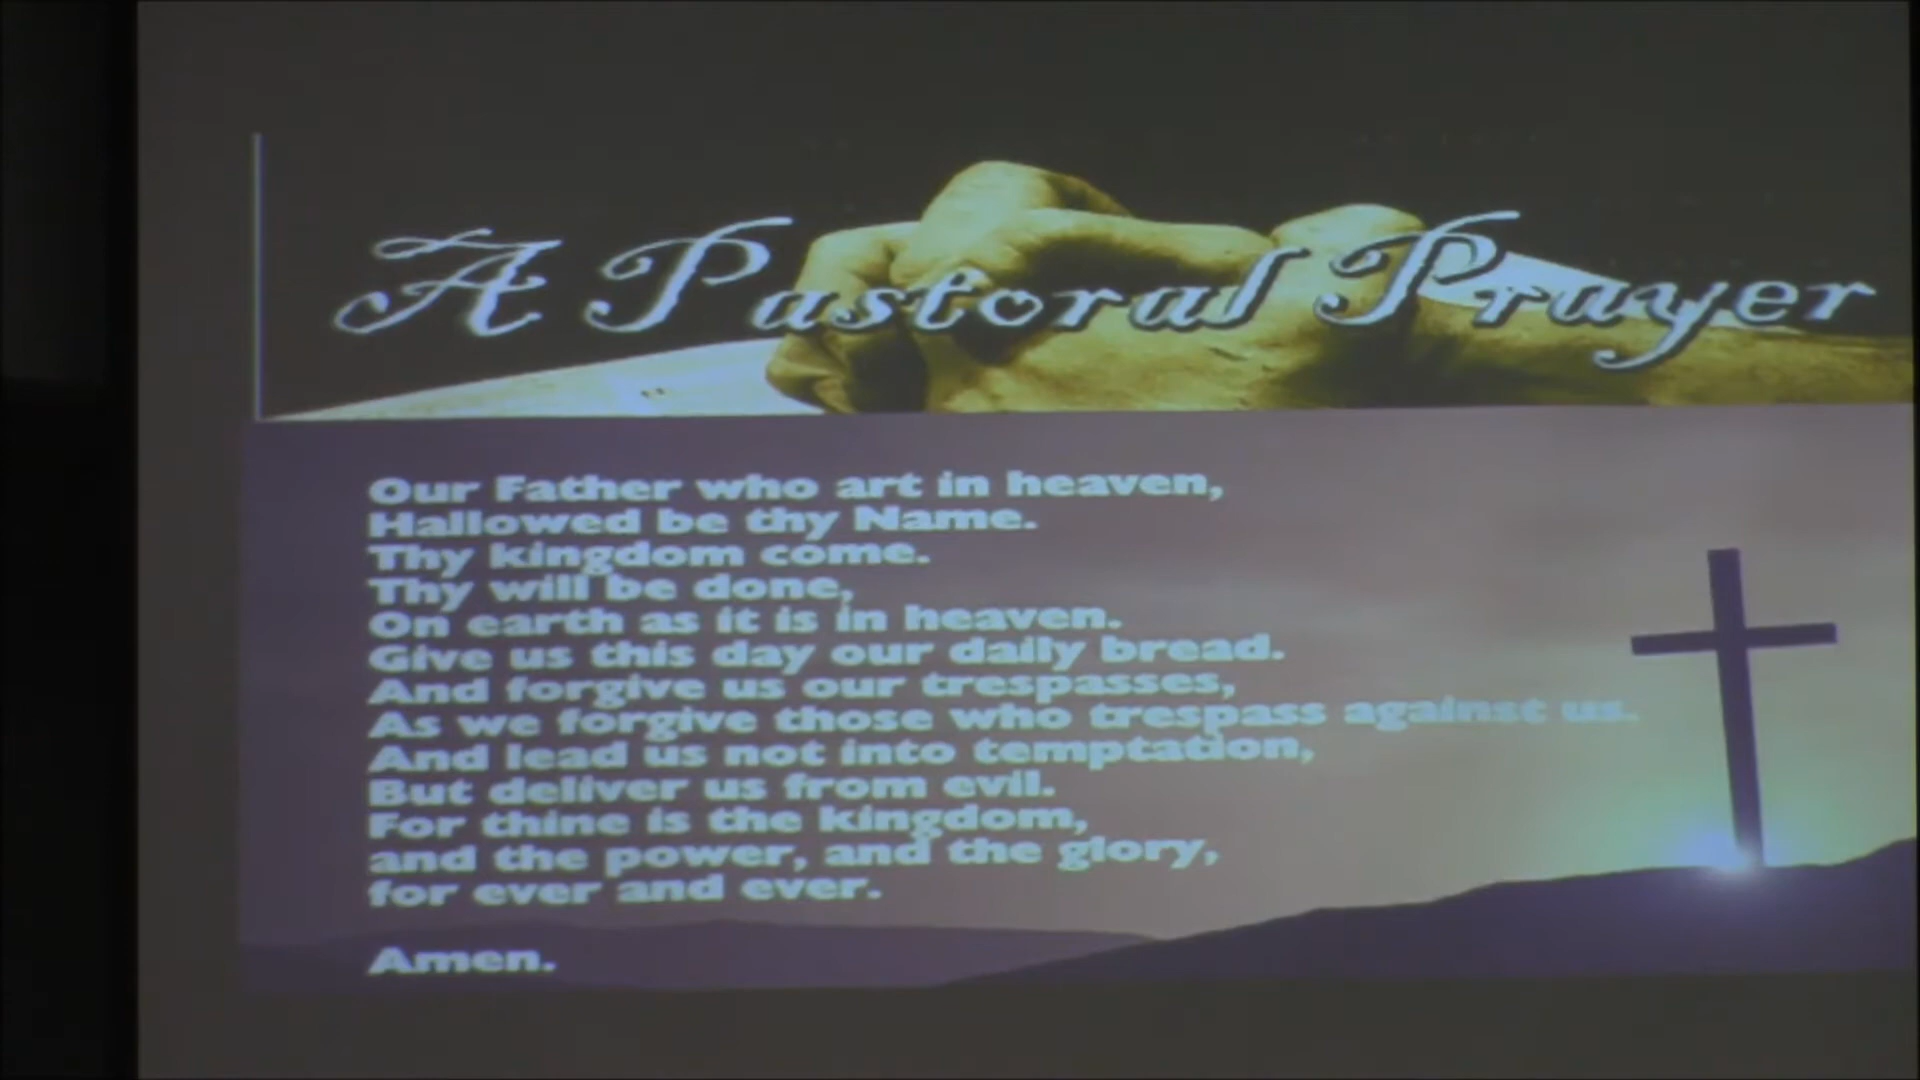 A Pastoral Prayer
Our Father who art in heaven,
Hallowed be thy Name.
Thy kingdom come.
Thy will be done,
On earth as it is in heaven.
Give us this day our daily bread.
And forgive us our trespasses,
As we forgive those who trespass against us.
And lead us not into temptation,
But deliver us from evil.
For thine is the kingdom,
and the power, and the glory,
for ever and ever.
Amen.